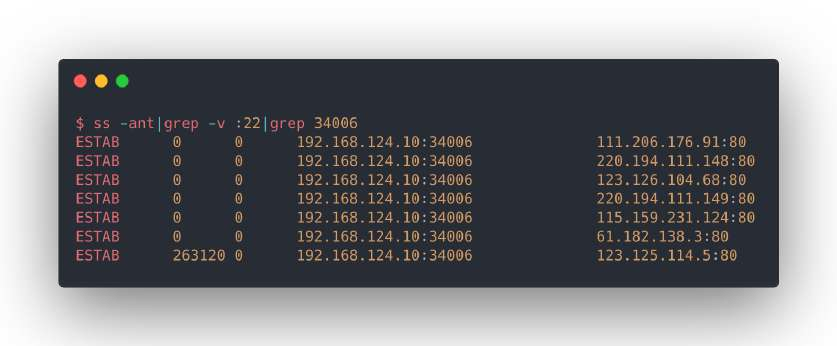 $ ss -ant|grep -v :22|grep 34006
ESTAB 0 0 192.168.124.10:34006 111.206.176.91:80
ESTAB 0 0 192.168.124.10:34006 220.194.111.148:80
ESTAB 0 0 192.168.124.10:34006 123.126.104.68:80
ESTAB 0 0 192.168.124.10:34006 220.194.111.149:80
ESTAB 0 0 192.168.124.10:34006 115.159.231.124:80
ESTAB 0 0 192.168.124.10:34006 61.182.138.3:80
ESTAB 263120 0 192.168.124.10:34006 123.125.114.5:80